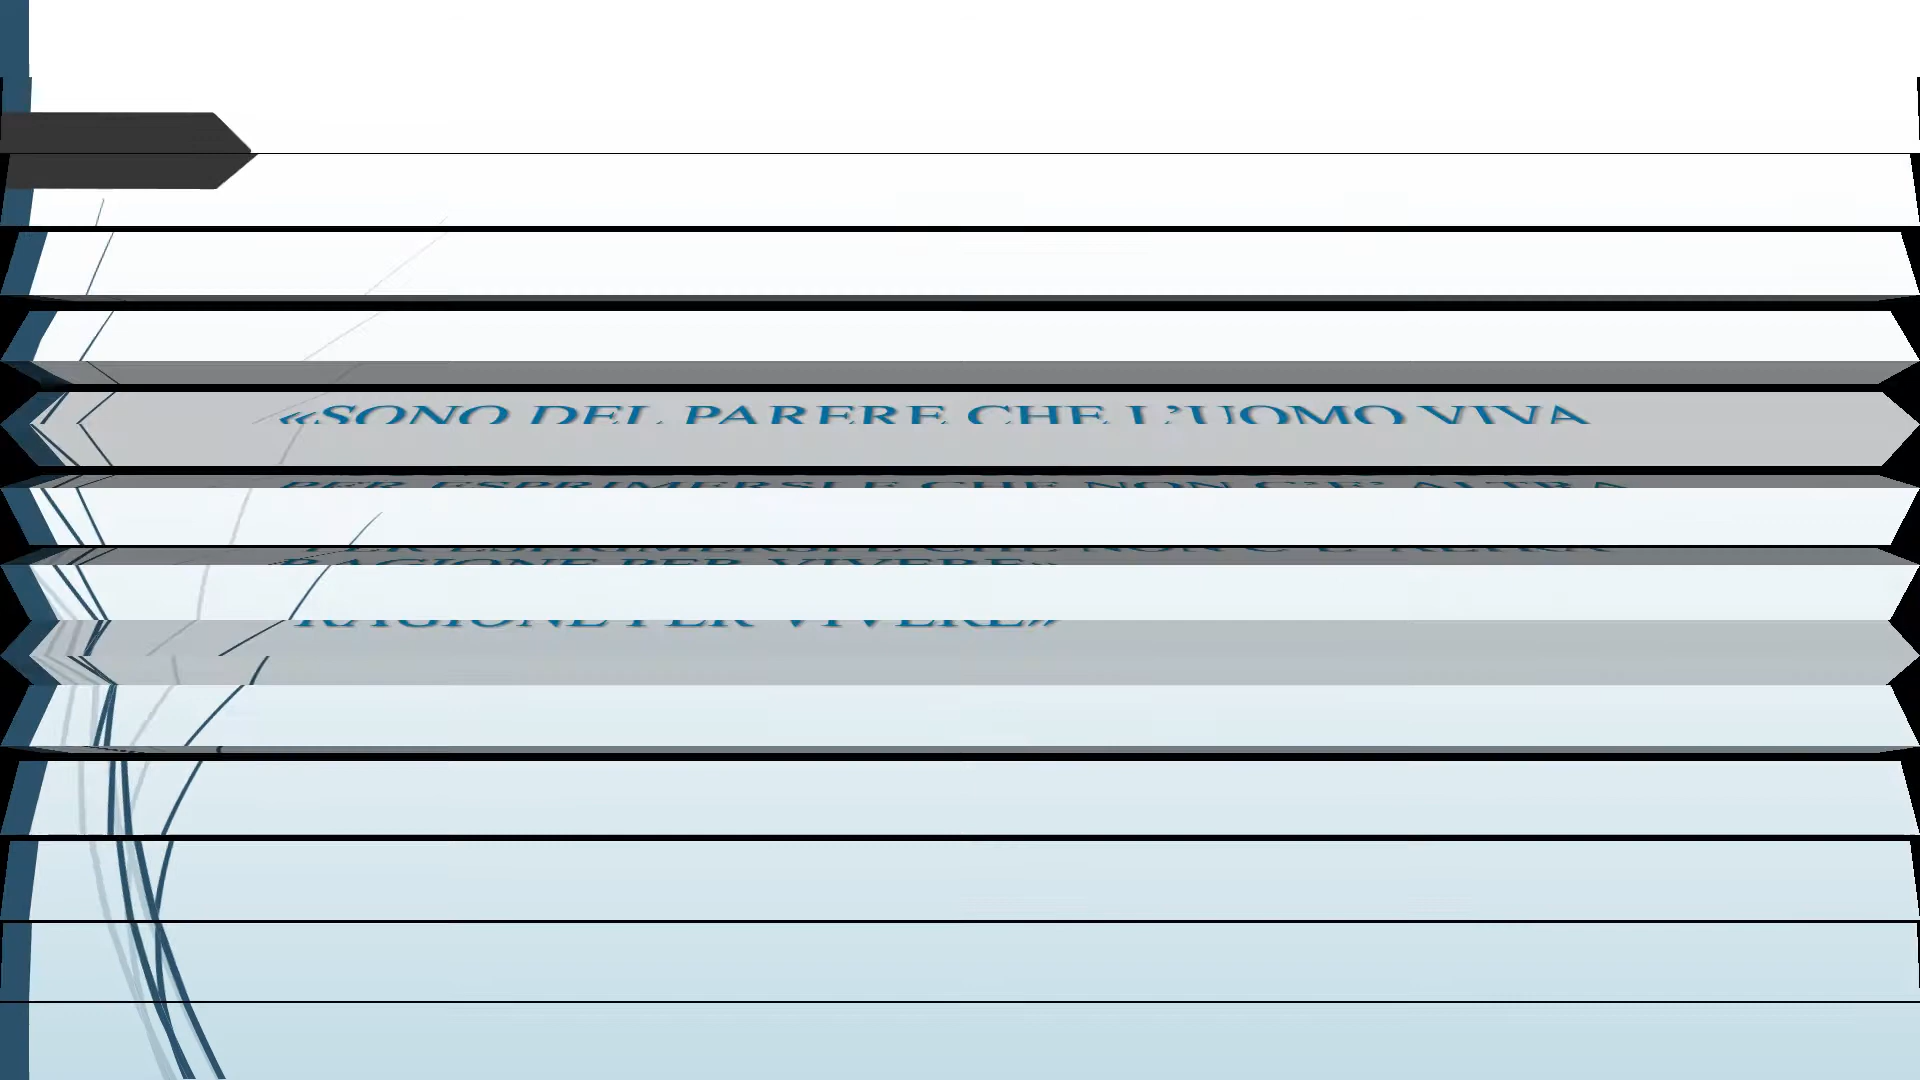 «SONO DEL PARERE CHE L'UOMO VIVA
PER ESPRIMERSI E CHE NON C'E' ALTRA
RAGIONE PER VIVERE»